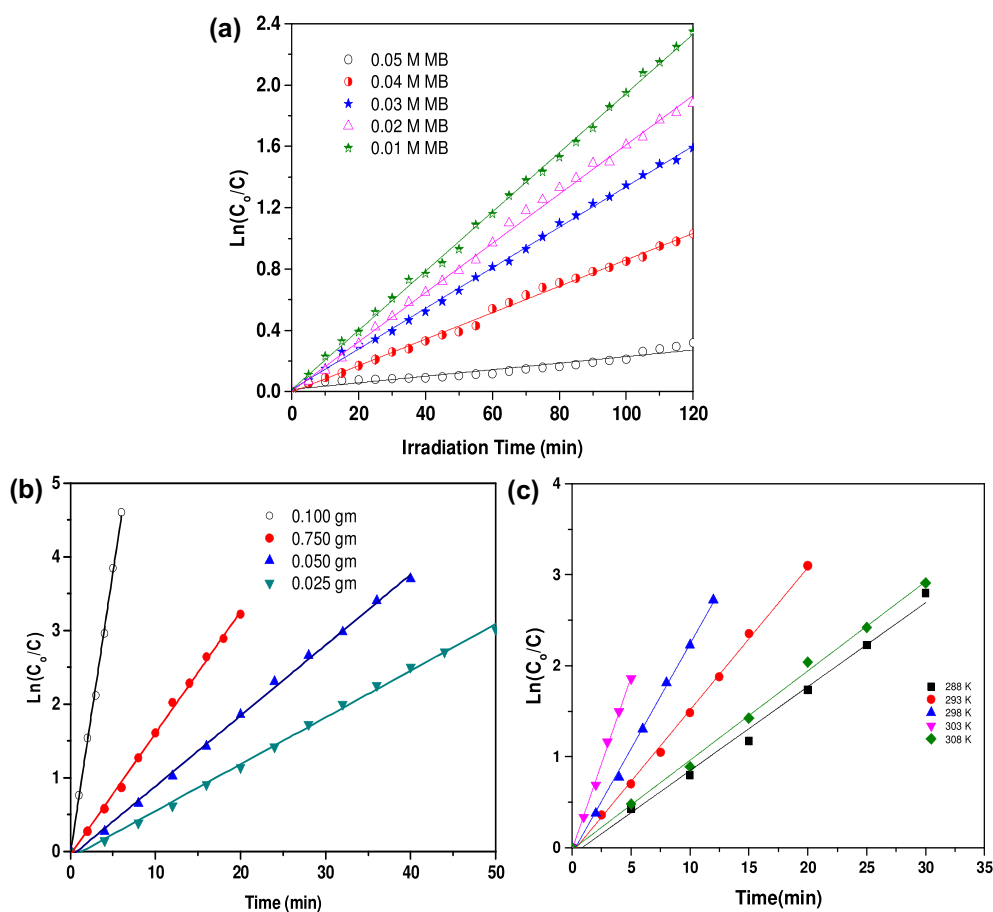 (a)
2.4
2.0
1.6
1.2
0.8
0.4
0.0
Ln(Co/C)
0.05 M MB
0.04 M MB
0.03 M MB
0.02 M MB
0.01 M MB
0 20 40 60 80 100 120
Irradiation Time (min)
(b)
5
4
3
2
1
0
Ln(Co/C)
0.100 gm
0.750 gm
0.050 gm
0.025 gm
0 10 20 30 40 50
Time (min)
(c)
4
3
2
1
0
Ln(Co/C)
288 K
293 K
298 K
303 K
308 K
0 5 10 15 20 25 30 35
Time(min)